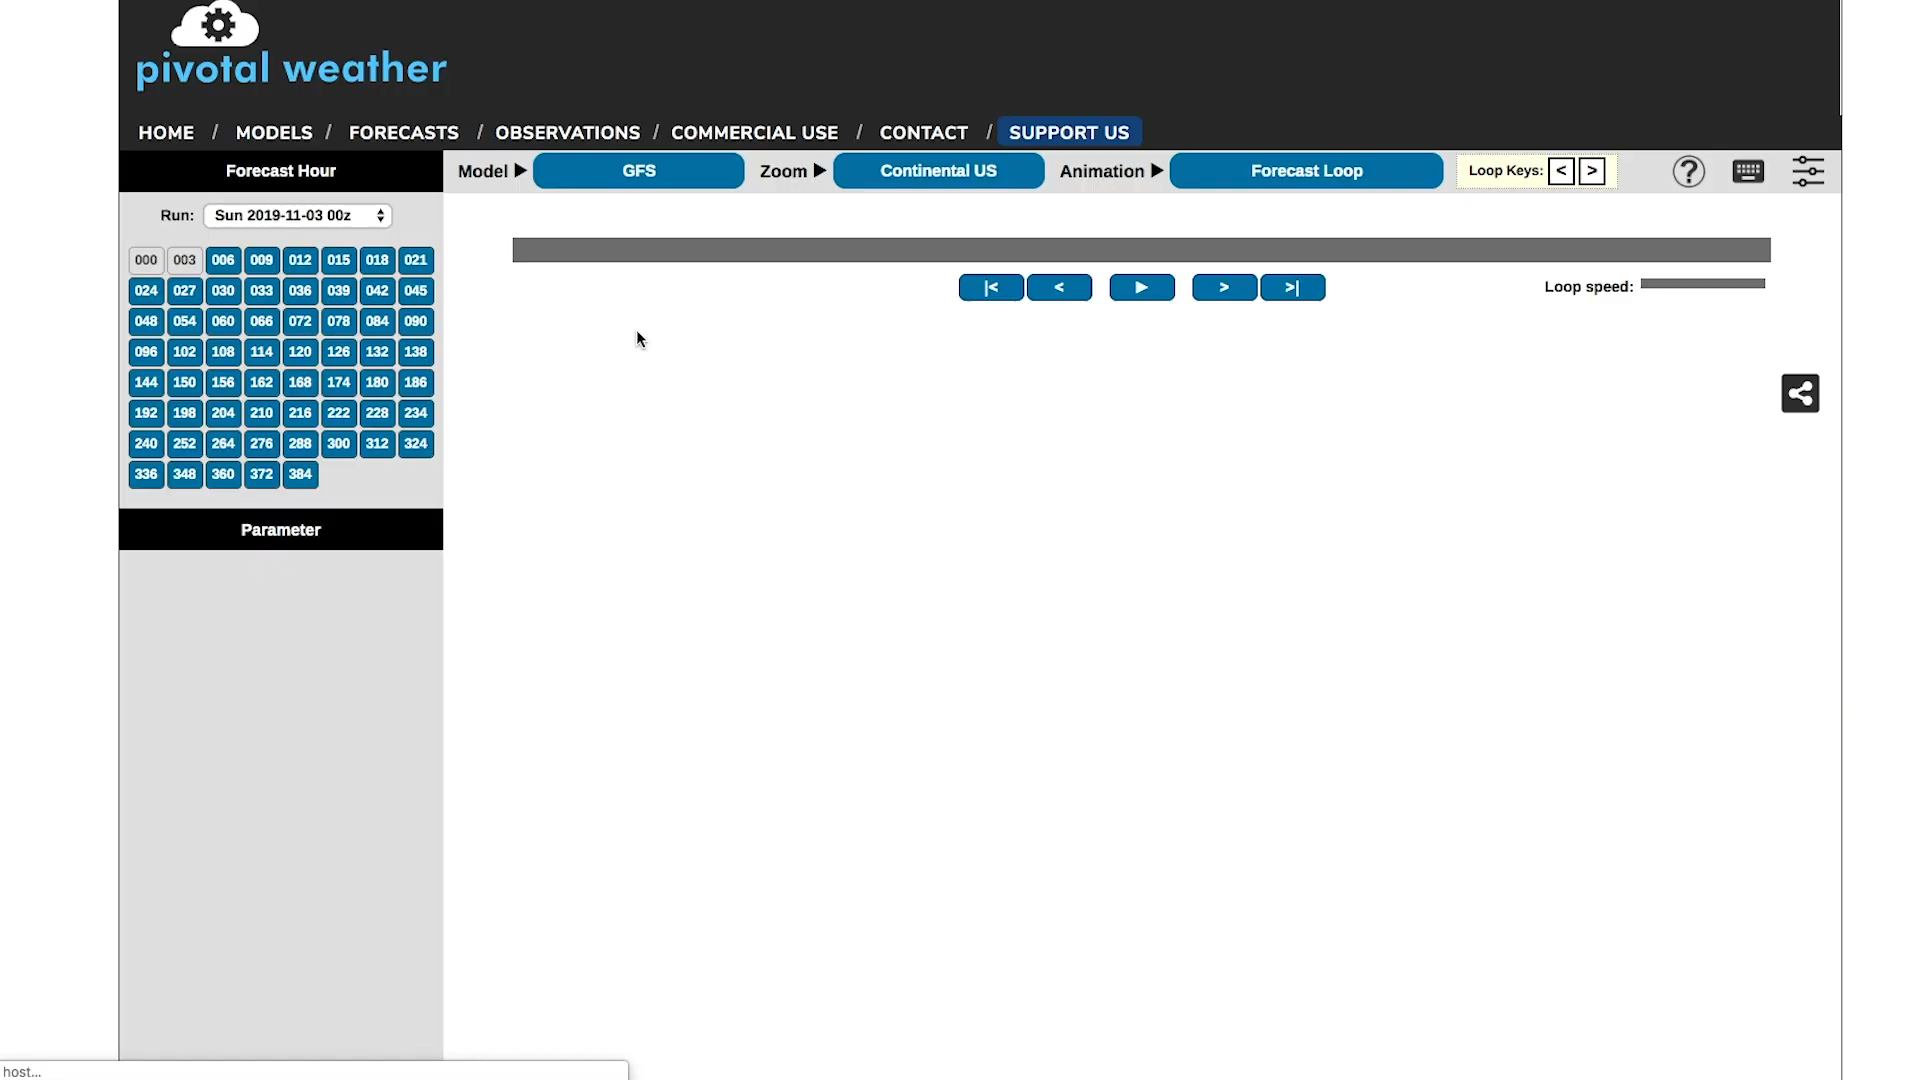 pivotal weather
HOME / MODELS / FORECASTS / OBSERVATIONS / COMMERCIAL USE / CONTACT / SUPPORT US
Forecast Hour
Model ▶ GFS Zoom ▶ Continental US Animation ▶ Forecast Loop Loop Keys: < > ?
Run: Sun 2019-11-03 00z
000 003 006 009 012 015 018 021
024 027 030 033 036 039 042 045
048 054 060 066 072 078 084 090
096 102 108 114 120 126 132 138
144 150 156 162 168 174 180 186
192 198 204 210 216 222 228 234
240 252 264 276 288 300 312 324
336 348 360 372 384
|< < ▶ > >| Loop speed:
Parameter
host...